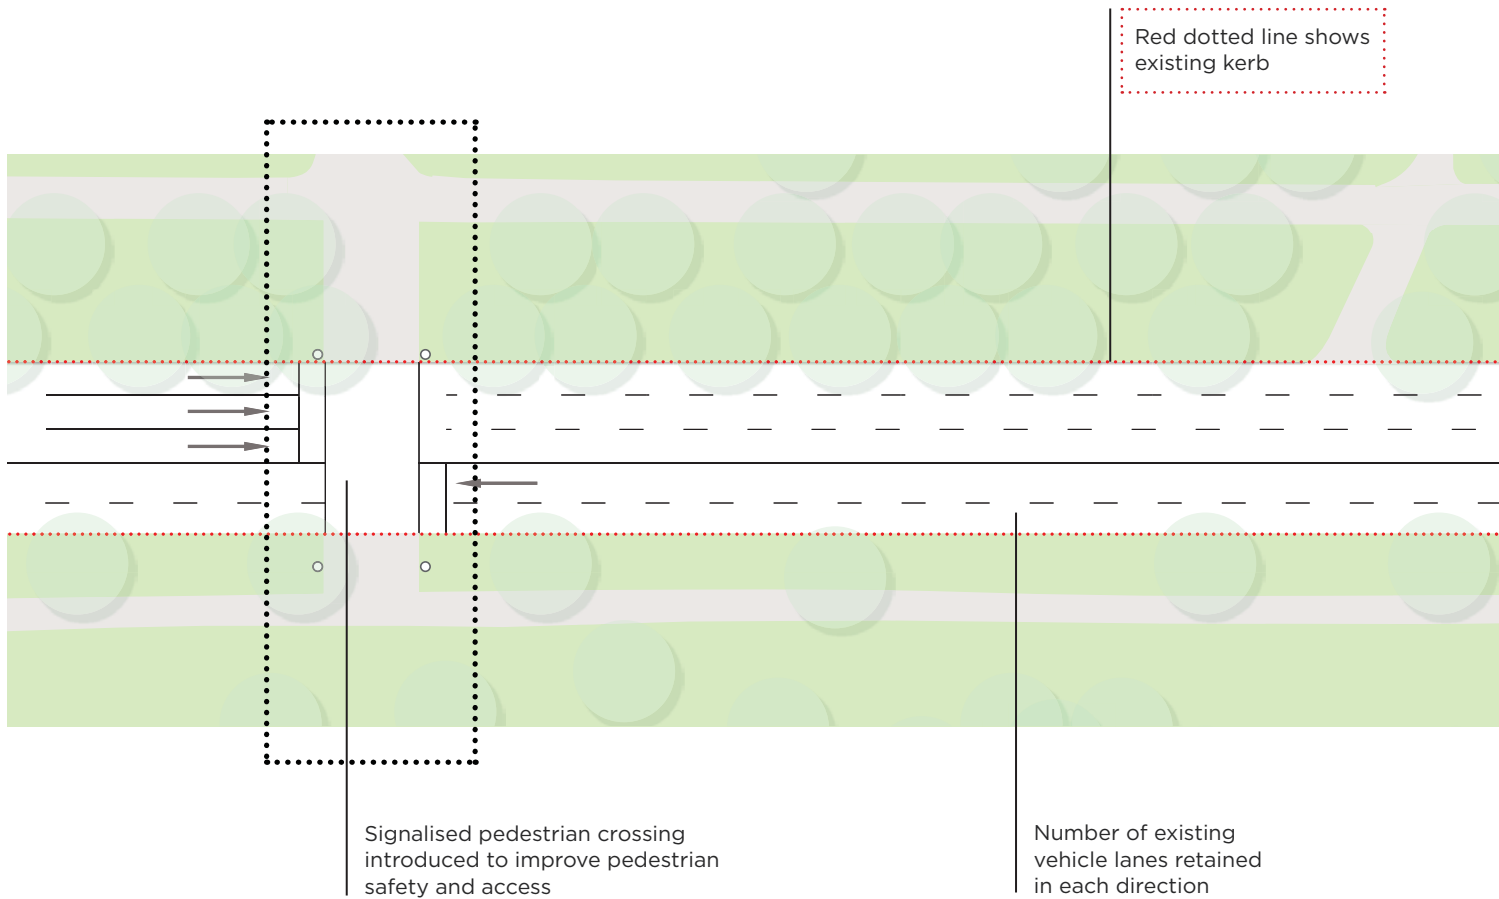 Red dotted line shows
existing kerb
Signalised pedestrian crossing
introduced to improve pedestrian
safety and access
Number of existing
vehicle lanes retained
in each direction